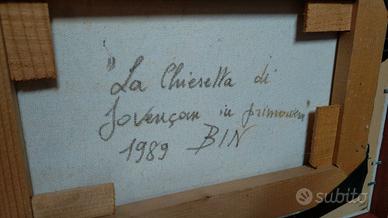 "La Chiesetta di
Jovençan in primavera"
1989 BIN
subito